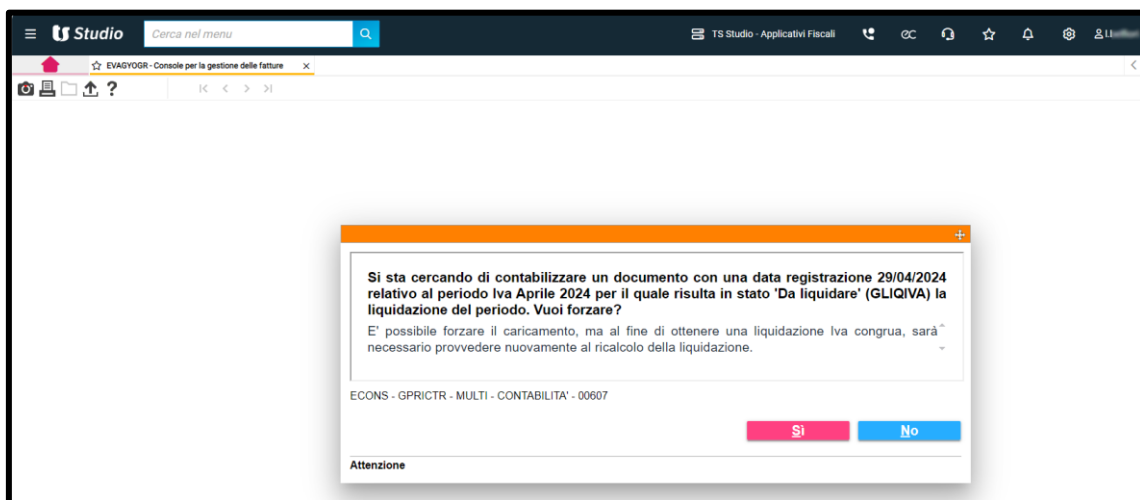 Studio
Cerca nel menu
TS Studio - Applicativi Fiscali
EVAGYOGR - Console per la gestione delle fatture
Si sta cercando di contabilizzare un documento con una data registrazione 29/04/2024
relativo al periodo Iva Aprile 2024 per il quale risulta in stato 'Da liquidare' (GLIQIVA) la
liquidazione del periodo. Vuoi forzare?
E' possibile forzare il caricamento, ma al fine di ottenere una liquidazione Iva congrua, sarà
necessario provvedere nuovamente al ricalcolo della liquidazione.
ECONS - GPRICTR - MULTI - CONTABILITA' - 00607
Sì
No
Attenzione